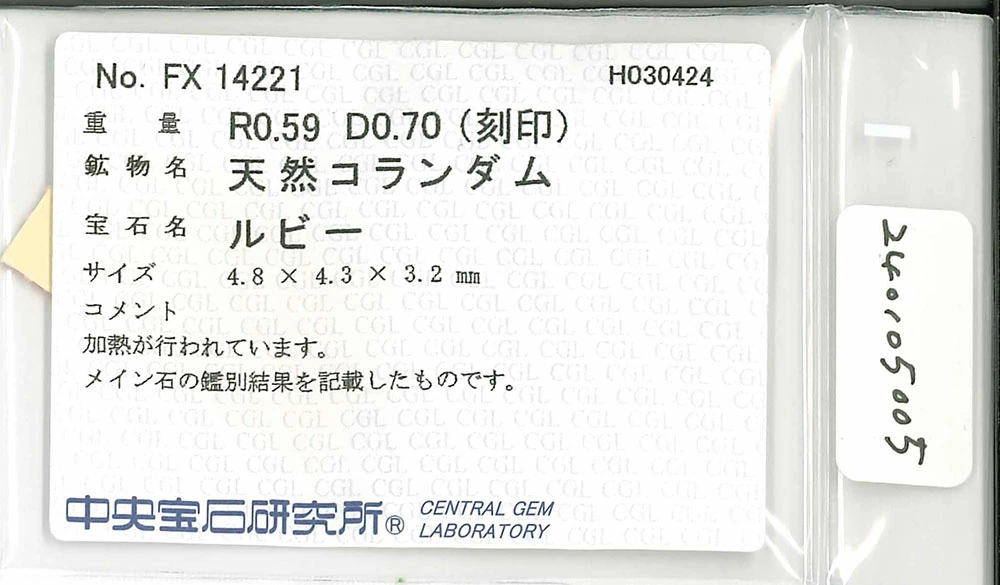 No. FX 14221 H030424
重量 R0.59 D0.70 (刻印)
鉱物名 天然コランダム
宝石名 ルビー
サイズ 4.8 × 4.3 × 3.2 mm
コメント
加熱が行われています。
メイン石の鑑別結果を記載したものです。
中央宝石研究所® CENTRAL GEM
LABORATORY
2400105005